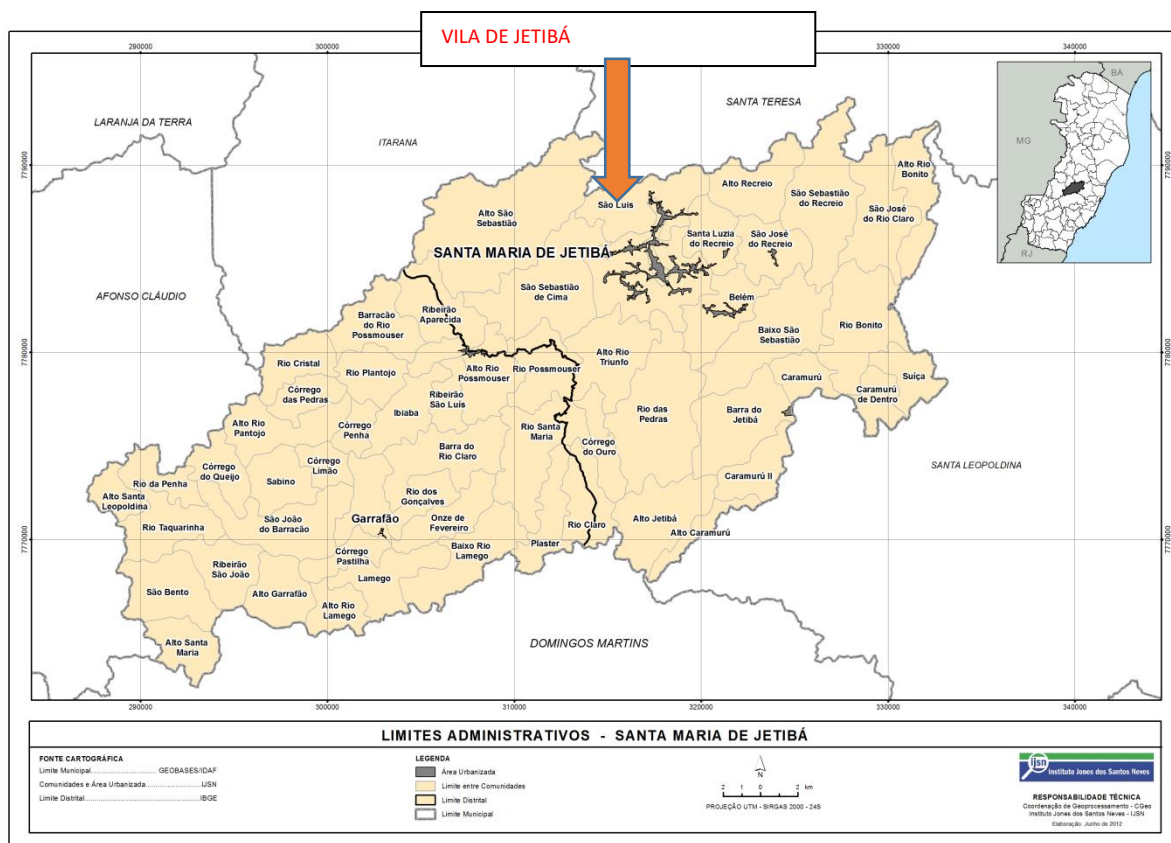 VILA DE JETIBÁ
290000
300000
310000
330000
340000
BA
MG
RJ
SANTA TERESA
LARANJA DA TERRA
ITARANA
7790000
7790000
Alto Rio
Bonito
Alto Recreio
São Sebastião
do Recreio
São José
do Rio Claro
São Luis
Alto São
Sebastião
Santa Luzia
do Recreio
São José
do Recreio
SANTA MARIA DE JETIBÁ
AFONSO CLÁUDIO
São Sebastião
de Cima
Belém
Ribeirão
Aparecida
Barracão
do Rio
Possmouser
Baixo São
Sebastião
Rio Bonito
7780000
7780000
Alto Rio
Triunfo
Rio Cristal
Rio Plantojo
Alto Rio
Possmouser
Rio Possmouser
Caramurú
Suíça
Córrego
das Pedras
Caramurú
de Dentro
Ribeirão
São Luís
Ibiaba
Rio das
Pedras
Barra do
Jetibá
Alto Rio
Pantojo
Córrego
Penha
Rio Santa
Maria
Barra do
Rio Claro
Córrego
do Ouro
Córrego
do Queijo
Córrego
Limão
SANTA LEOPOLDINA
Rio da Penha
Sabino
Caramurú II
Alto Santa
Leopoldina
Rio dos
Gonçalves
Garrafão
Rio Taquarinha
São João
do Barracão
Onze de
Fevereiro
Rio Claro
Alto Jetibá
Alto Caramurú
7770000
7770000
Plaster
Baixo Rio
Lamego
Córrego
Pastilha
Ribeirão
São João
Lamego
São Bento
Alto Garrafão
Alto Rio
Lamego
Alto Santa
Maria
DOMINGOS MARTINS
290000
300000
310000
320000
330000
340000
LIMITES ADMINISTRATIVOS - SANTA MARIA DE JETIBÁ
FONTE CARTOGRÁFICA
Limite Municipal................................ GEOBASES/IDAF
Comunidades e Área Urbanizada............................IJSN
Limite Distrital.................................................IBGE
LEGENDA
Área Urbanizada
Limite entre Comunidades
Limite Distrital
Limite Municipal
N
2 1 0 2 km
PROJEÇÃO UTM - SIRGAS 2000 - 24S
ijsn Instituto Jones dos Santos Neves
RESPONSABILIDADE TÉCNICA
Coordenação de Geoprocessamento - CGeo
Instituto Jones dos Santos Neves - IJSN
Elaboração: Junho de 2012